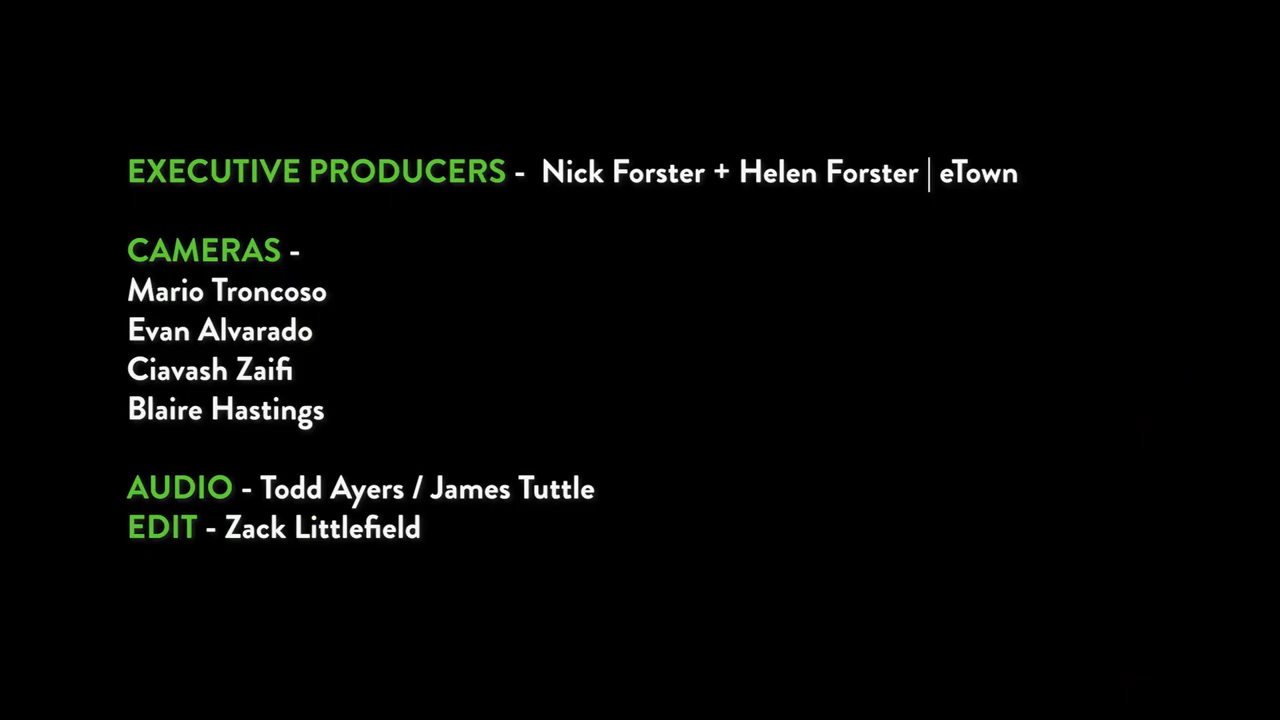 EXECUTIVE PRODUCERS - Nick Forster + Helen Forster | eTown
CAMERAS -
Mario Troncoso
Evan Alvarado
Ciavash Zaifi
Blaire Hastings
AUDIO - Todd Ayers / James Tuttle
EDIT - Zack Littlefield